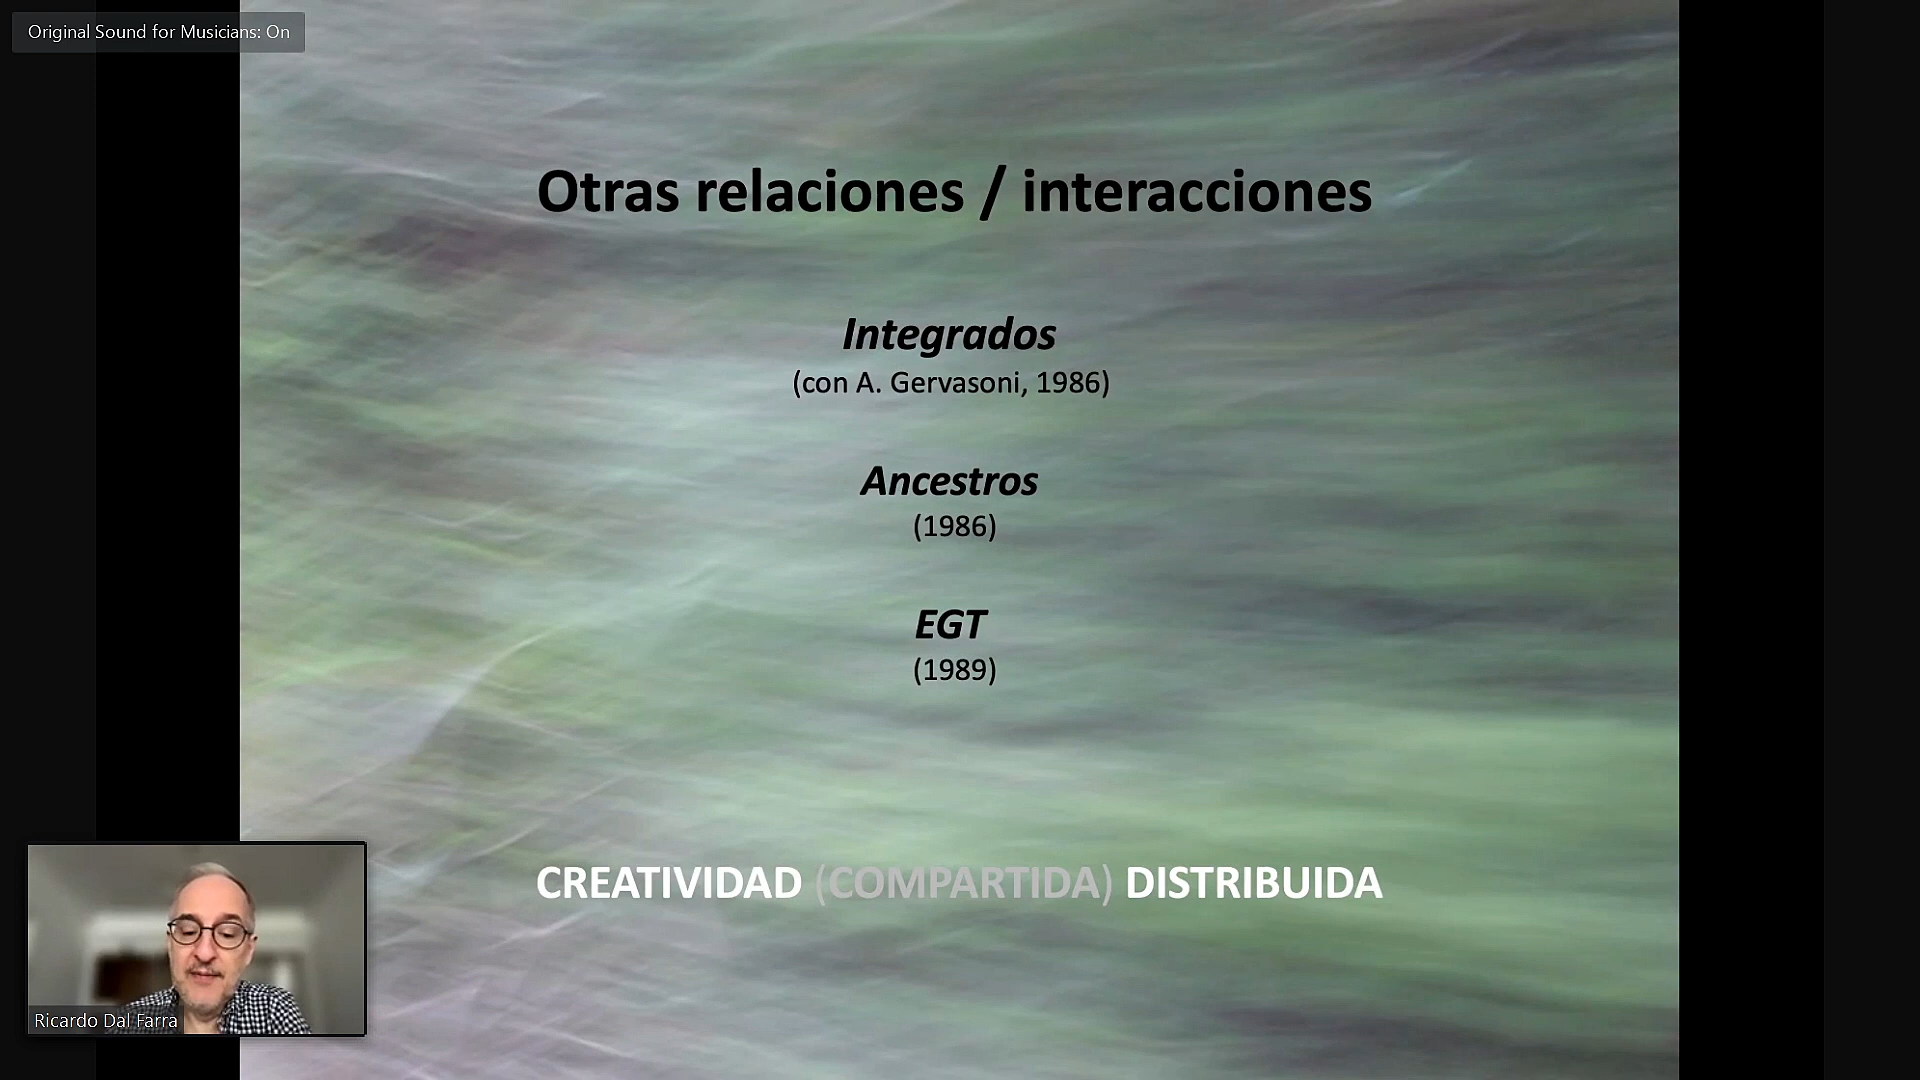 Original Sound for Musicians: On
Otras relaciones / interacciones
Integrados
(con A. Gervasoni, 1986)
Ancestros
(1986)
EGT
(1989)
CREATIVIDAD (COMPARTIDA) DISTRIBUIDA
Ricardo Dal Farra